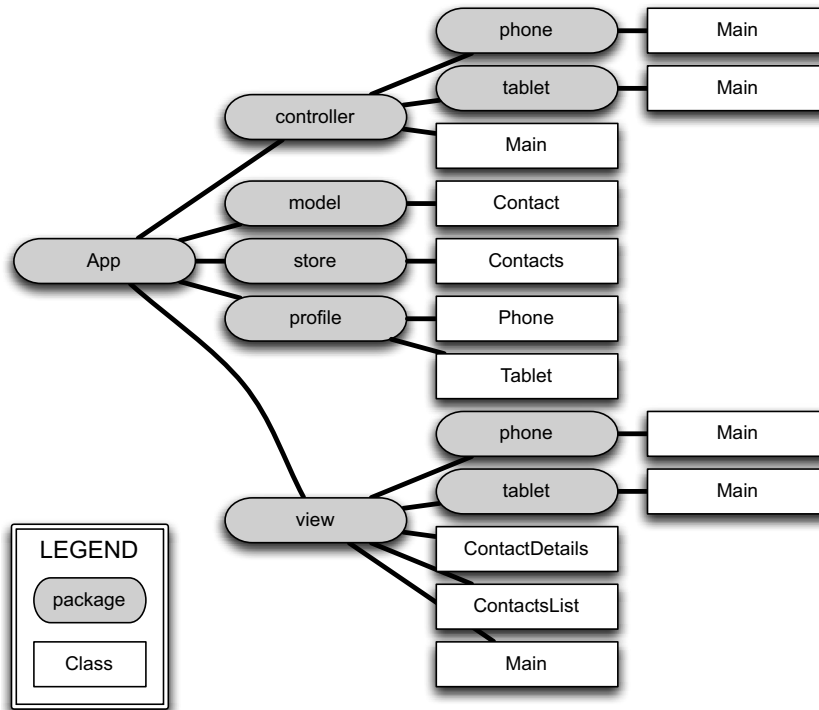 phone
Main
tablet
Main
controller
Main
model
Contact
App
store
Contacts
profile
Phone
Tablet
phone
Main
tablet
Main
view
ContactDetails
ContactsList
Main
LEGEND
package
Class